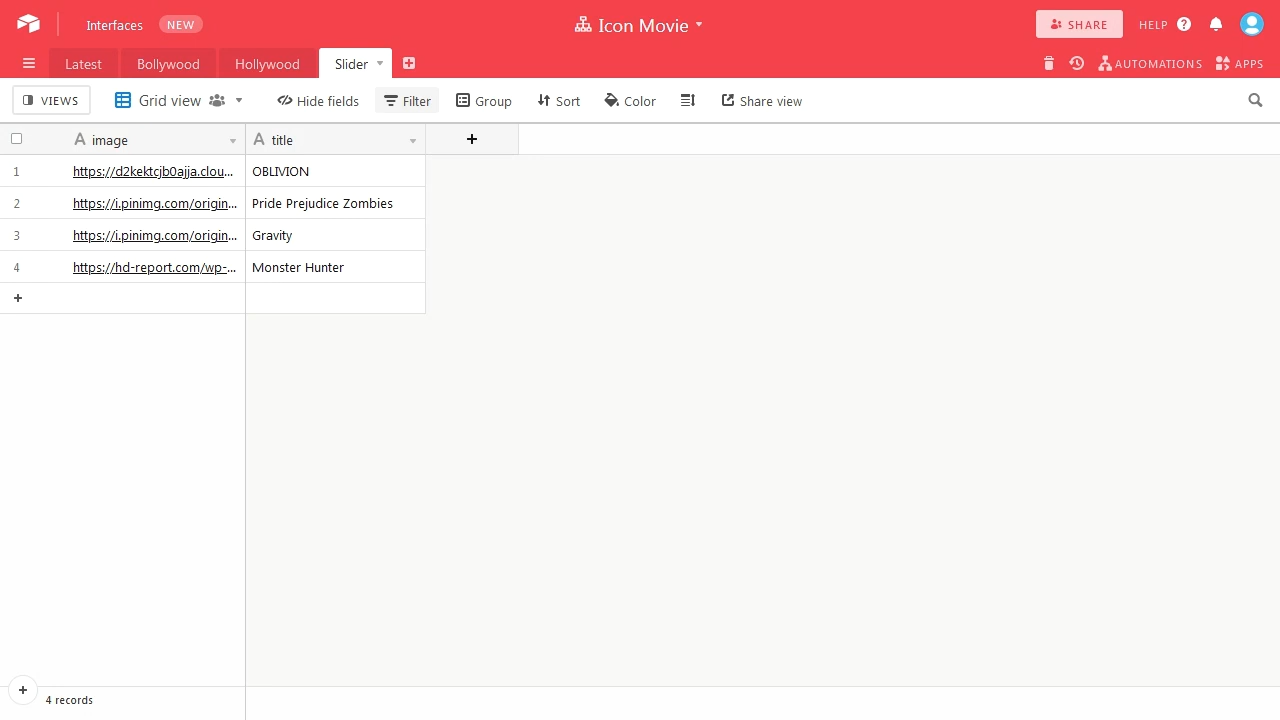 Interfaces NEW Icon Movie SHARE HELP
Latest Bollywood Hollywood Slider AUTOMATIONS APPS
VIEWS Grid view Hide fields Filter Group Sort Color Share view
image title
1 https://d2kektcjb0ajja.clou... OBLIVION
2 https://i.pinimg.com/origin... Pride Prejudice Zombies
3 https://i.pinimg.com/origin... Gravity
4 https://hd-report.com/wp-... Monster Hunter
4 records